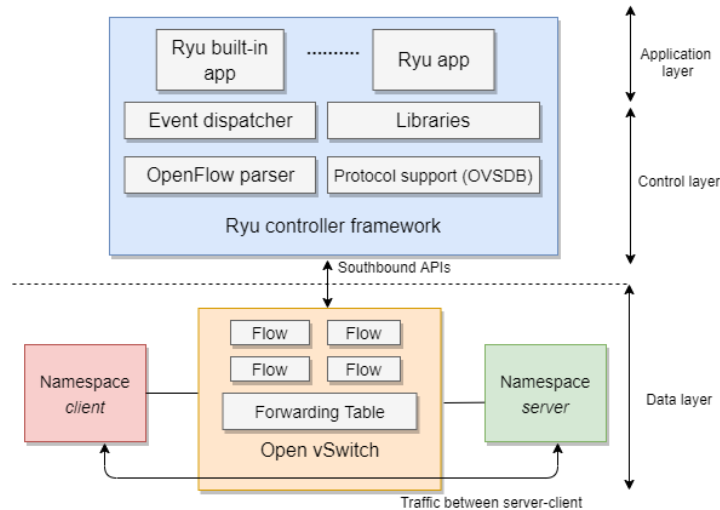 Ryu built-in
app
..........
Ryu app
Application
layer
Event dispatcher
Libraries
OpenFlow parser
Protocol support (OVSDB)
Control layer
Ryu controller framework
Southbound APIs
Flow
Flow
Flow
Flow
Namespace
client
Forwarding Table
Namespace
server
Data layer
Open vSwitch
Traffic between server-client